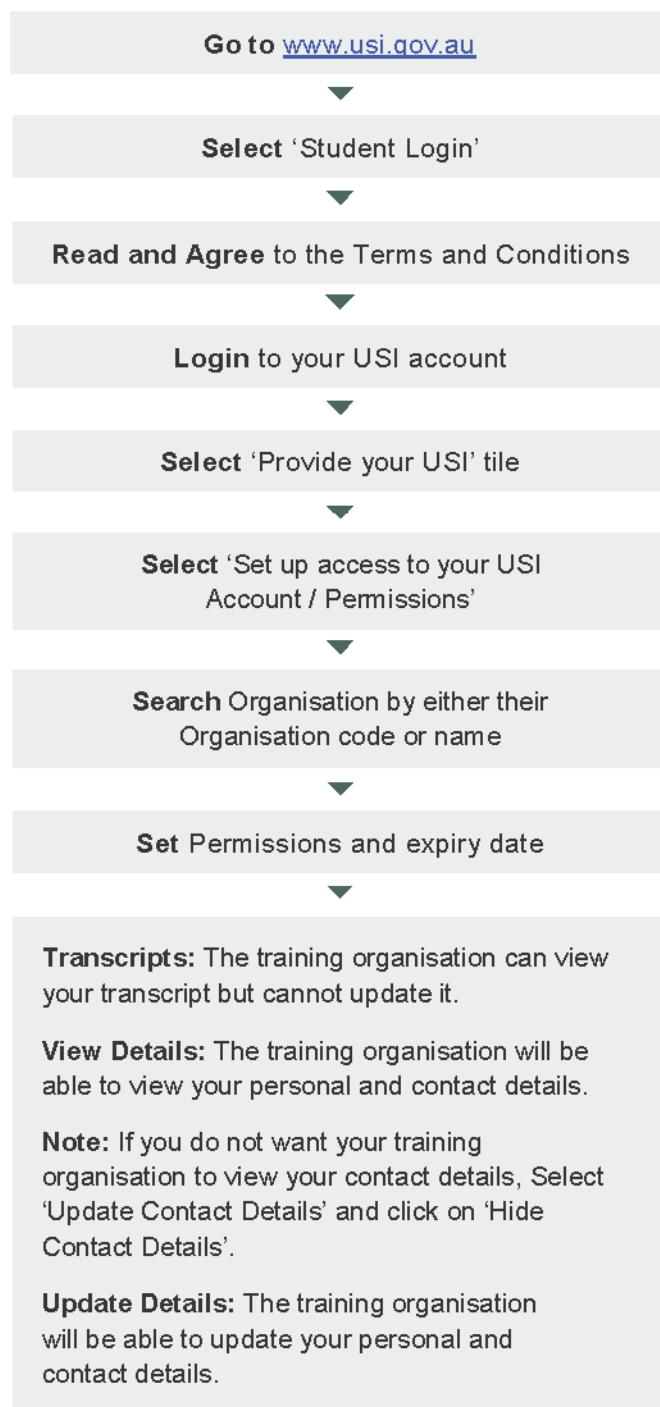 Go to www.usi.gov.au
Select ‘Student Login’
Read and Agree to the Terms and Conditions
Login to your USI account
Select ‘Provide your USI’ tile
Select ‘Set up access to your USI
Account / Permissions’
Search Organisation by either their
Organisation code or name
Set Permissions and expiry date
Transcripts: The training organisation can view
your transcript but cannot update it.
View Details: The training organisation will be
able to view your personal and contact details.
Note: If you do not want your training
organisation to view your contact details, Select
‘Update Contact Details’ and click on ‘Hide
Contact Details’.
Update Details: The training organisation
will be able to update your personal and
contact details.